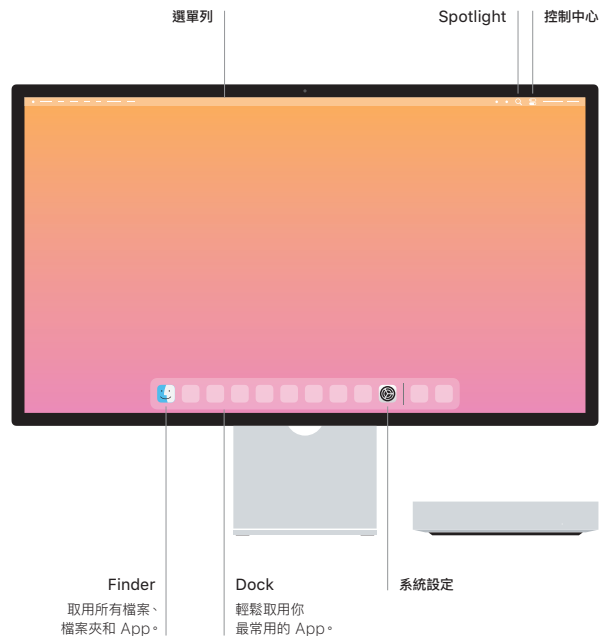 選單列
Spotlight
控制中心
Finder
取用所有檔案、
檔案夾和 App。
Dock
輕鬆取用你
最常用的 App。
系統設定